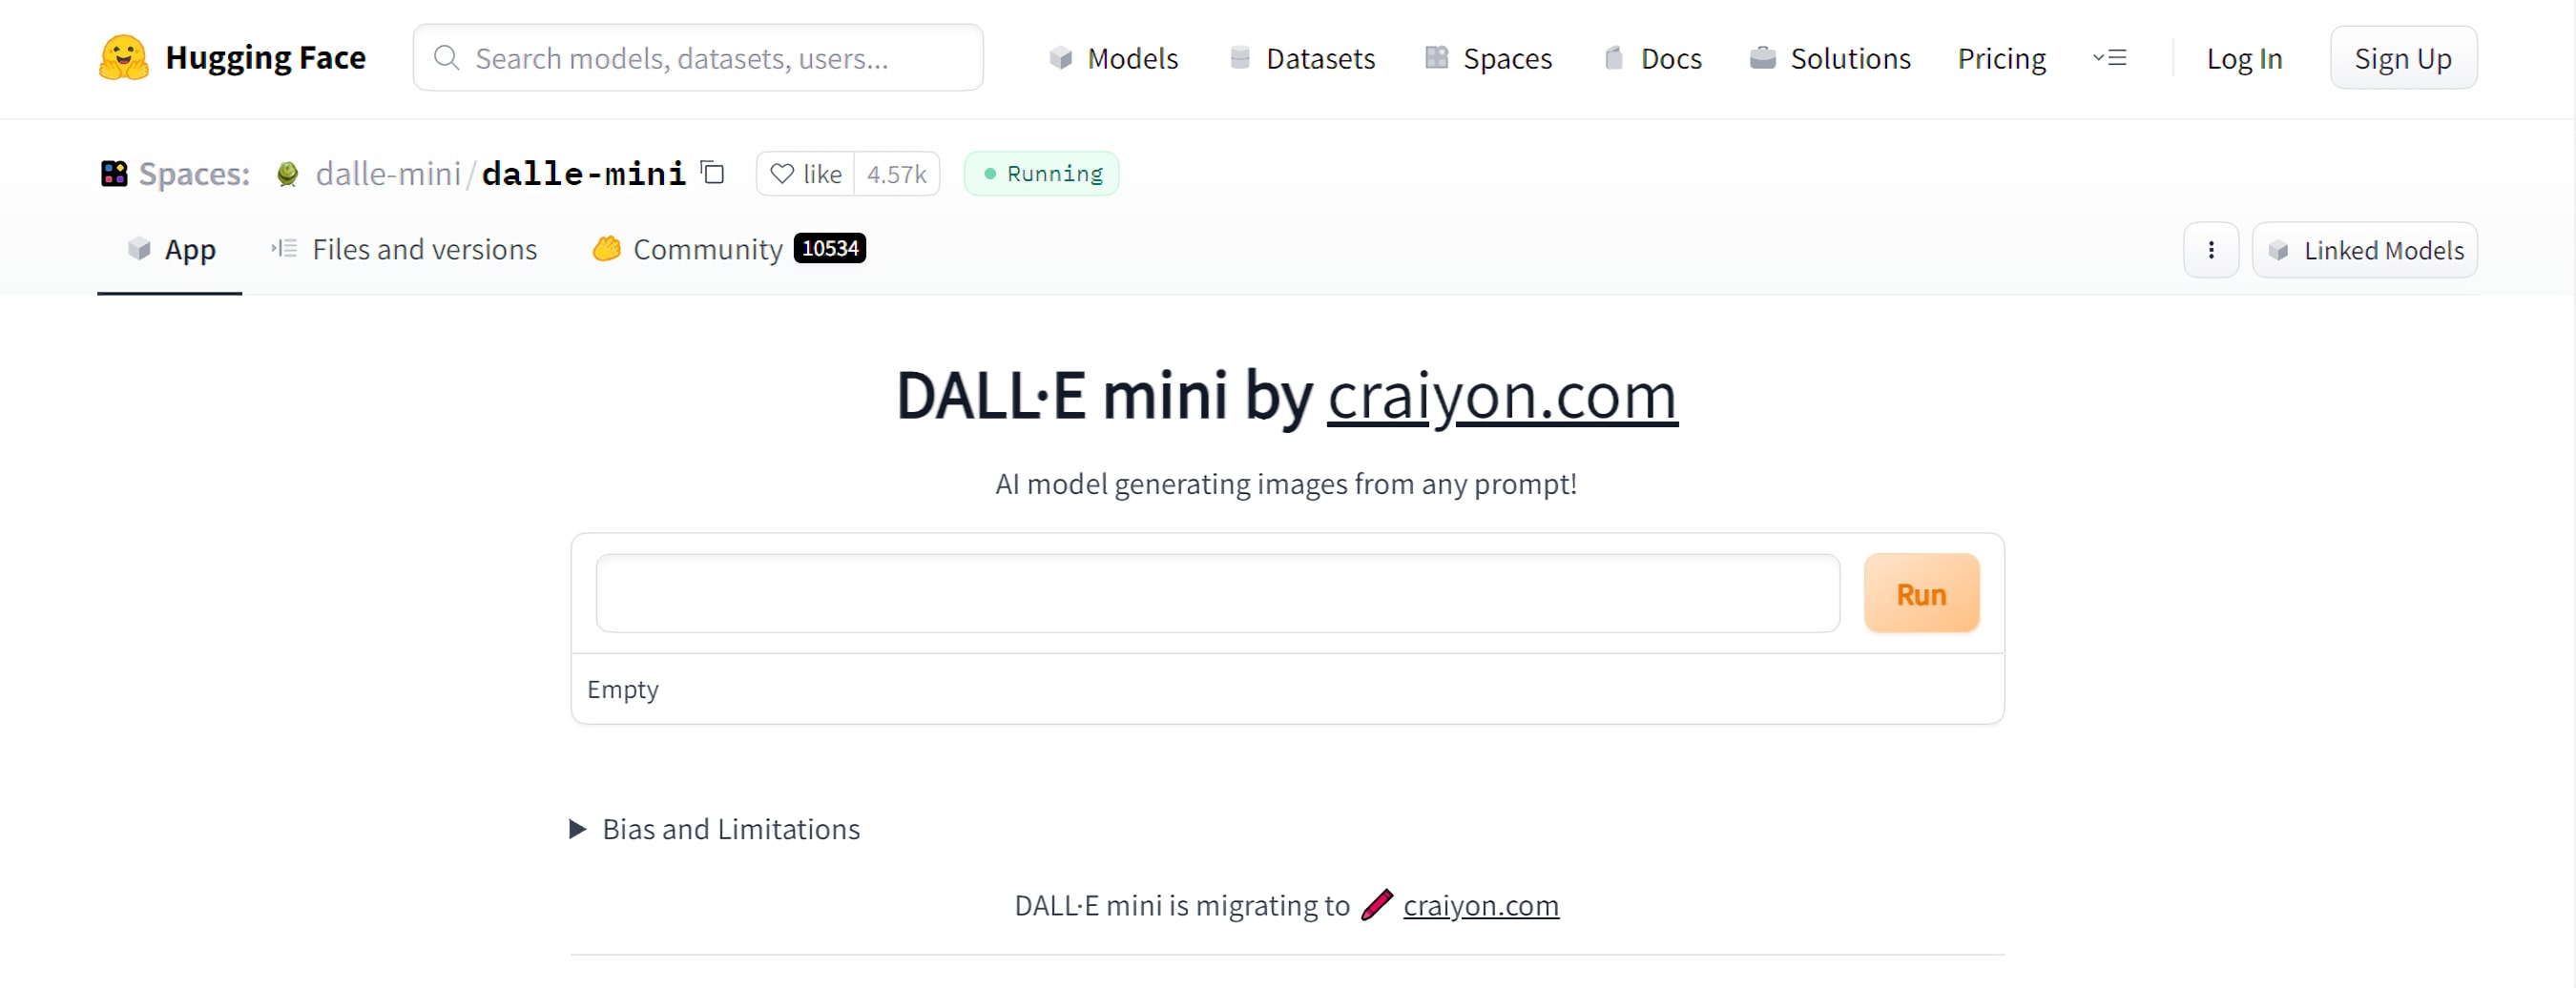 Hugging Face Search models, datasets, users... Models Datasets Spaces Docs Solutions Pricing Log In Sign Up
Spaces: dalle-mini/dalle-mini like 4.57k Running
App Files and versions Community 10534 Linked Models
DALL·E mini by craiyon.com
AI model generating images from any prompt!
Run
Empty
Bias and Limitations
DALL·E mini is migrating to craiyon.com